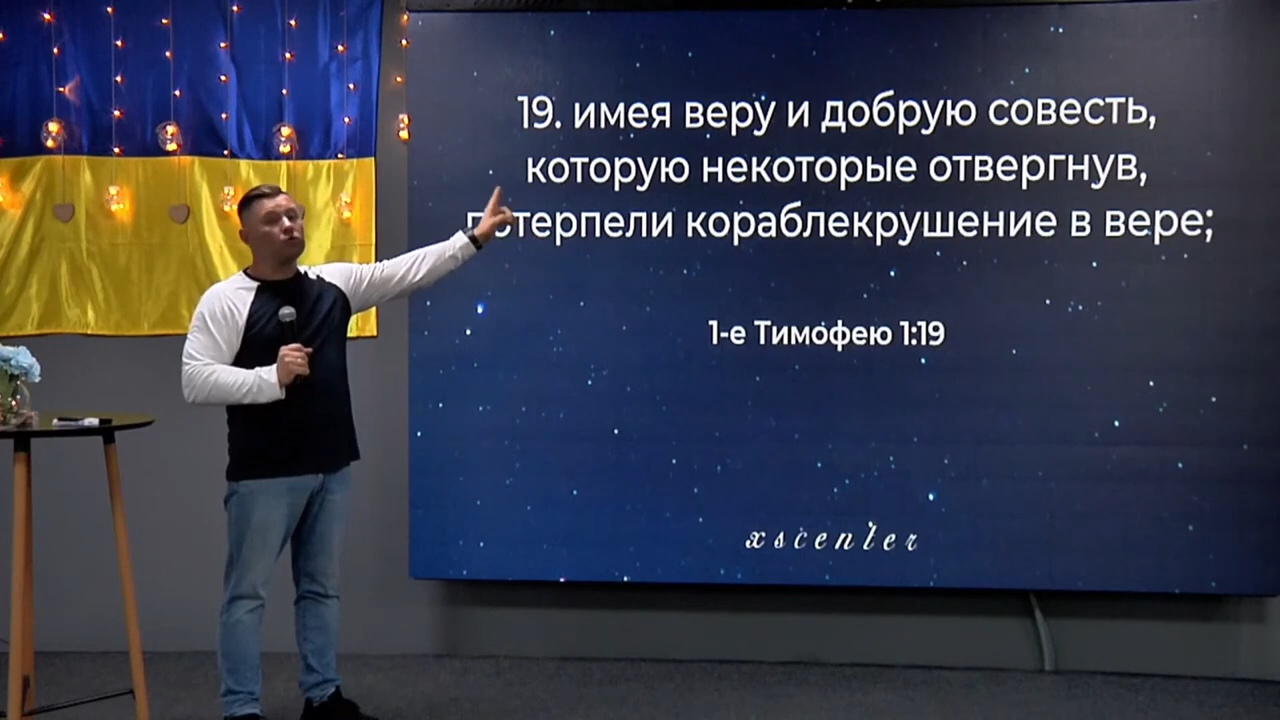 19. имея веру и добрую совесть,
которую некоторые отвергнув,
потерпели кораблекрушение в вере;
1-е Тимофею 1:19
xscenter